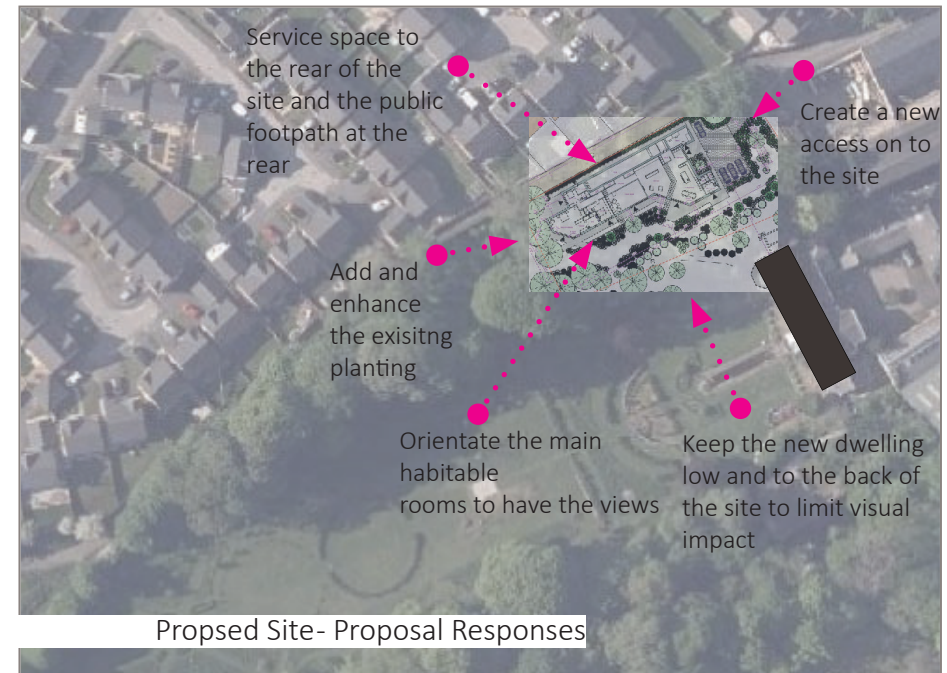 Service space to
the rear of the
site and the public
footpath at the
rear
Create a new
access on to
the site
Add and
enhance
the exisitng
planting
Orientate the main
habitable
rooms to have the views
Keep the new dwelling
low and to the back of
the site to limit visual
impact
Propsed Site- Proposal Responses